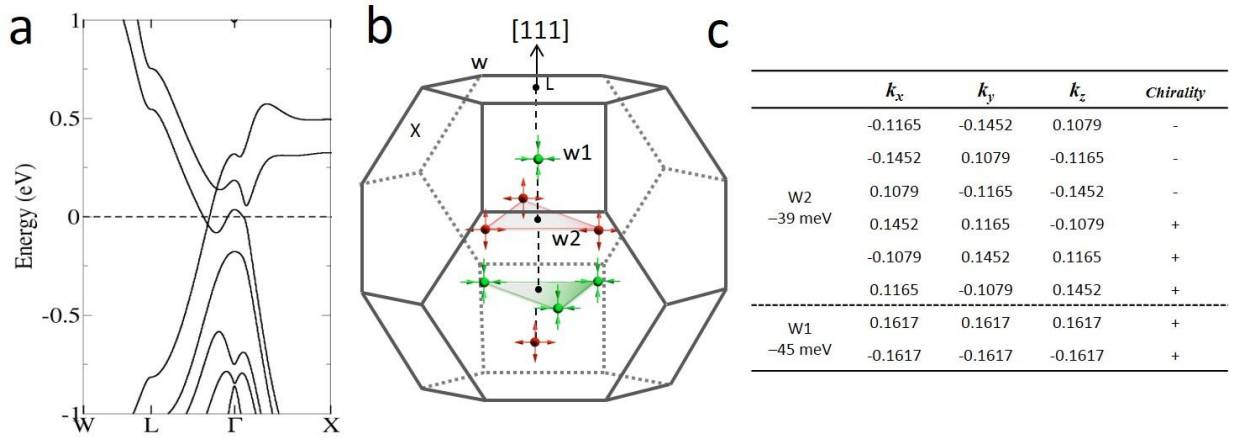 a
1
0.5
0
-0.5
-1
Energy (eV)
W L Γ X
b
[111]
w
L
X
w1
w2
c
kx ky kz Chirality
W2
−39 meV
-0.1165 -0.1452 0.1079 -
-0.1452 0.1079 -0.1165 -
0.1079 -0.1165 -0.1452 -
0.1452 0.1165 -0.1079 +
-0.1079 0.1452 0.1165 +
0.1165 -0.1079 0.1452 +
W1
−45 meV
0.1617 0.1617 0.1617 +
-0.1617 -0.1617 -0.1617 +